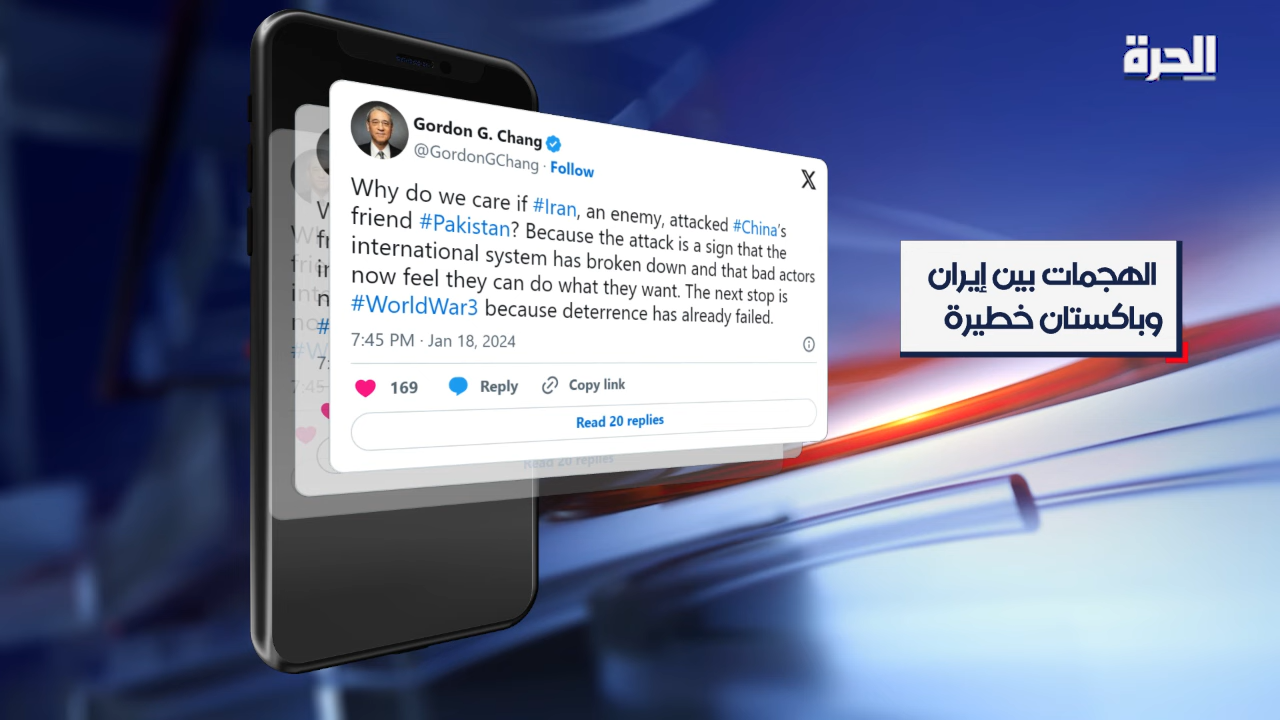 الحرة
Gordon G. Chang
@GordonGChang · Follow
Why do we care if #Iran, an enemy, attacked #China's
friend #Pakistan? Because the attack is a sign that the
international system has broken down and that bad actors
now feel they can do what they want. The next stop is
#WorldWar3 because deterrence has already failed.
7:45 PM · Jan 18, 2024
169 Reply Copy link
Read 20 replies
الهجمات بين إيران
وباكستان خطيرة